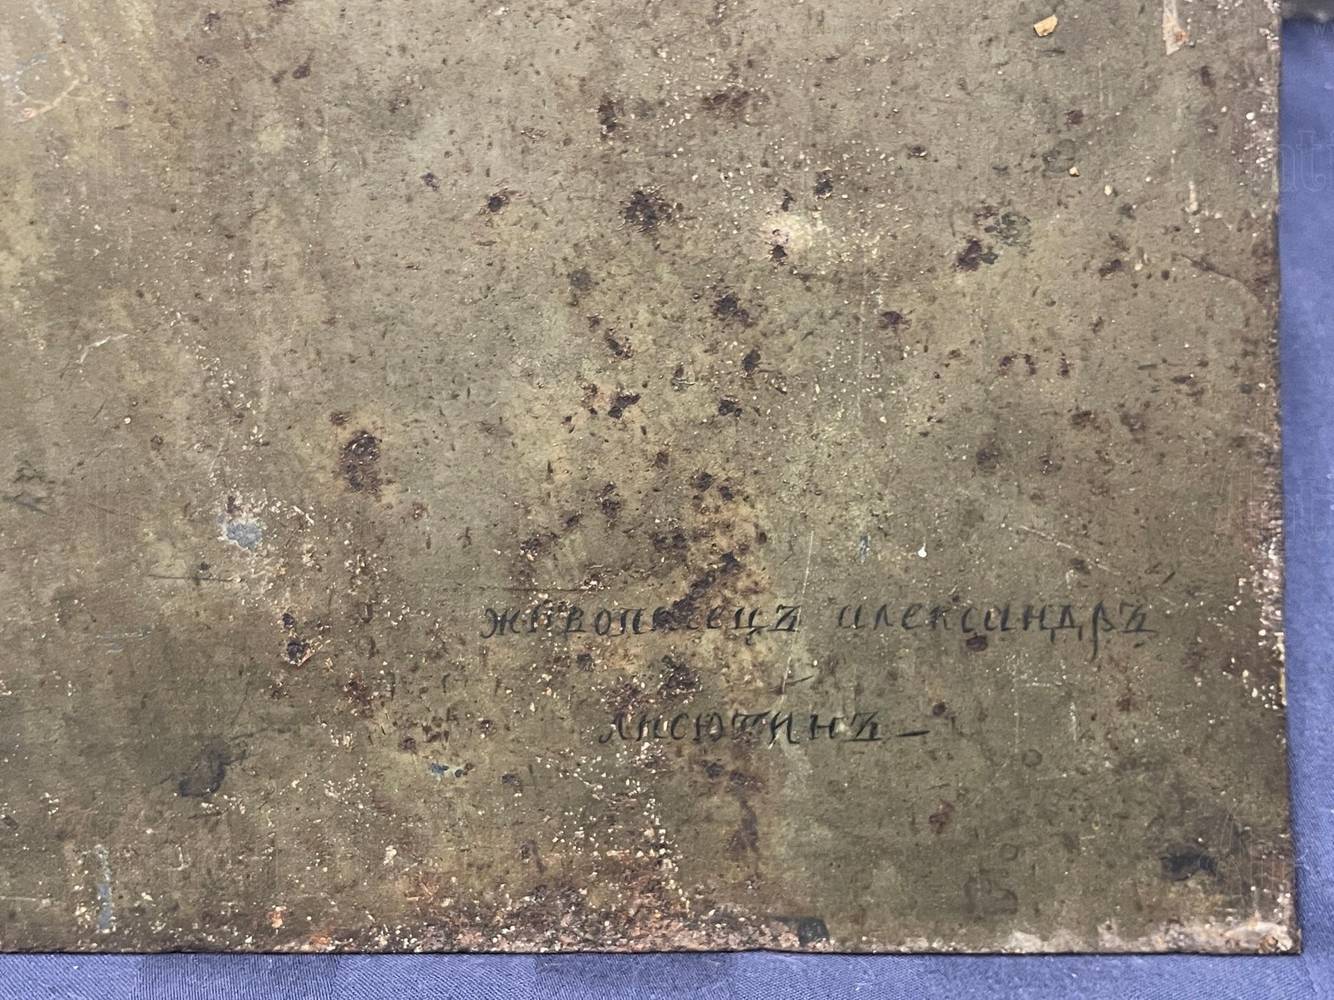 живописецъ александръ
лисютинъ –